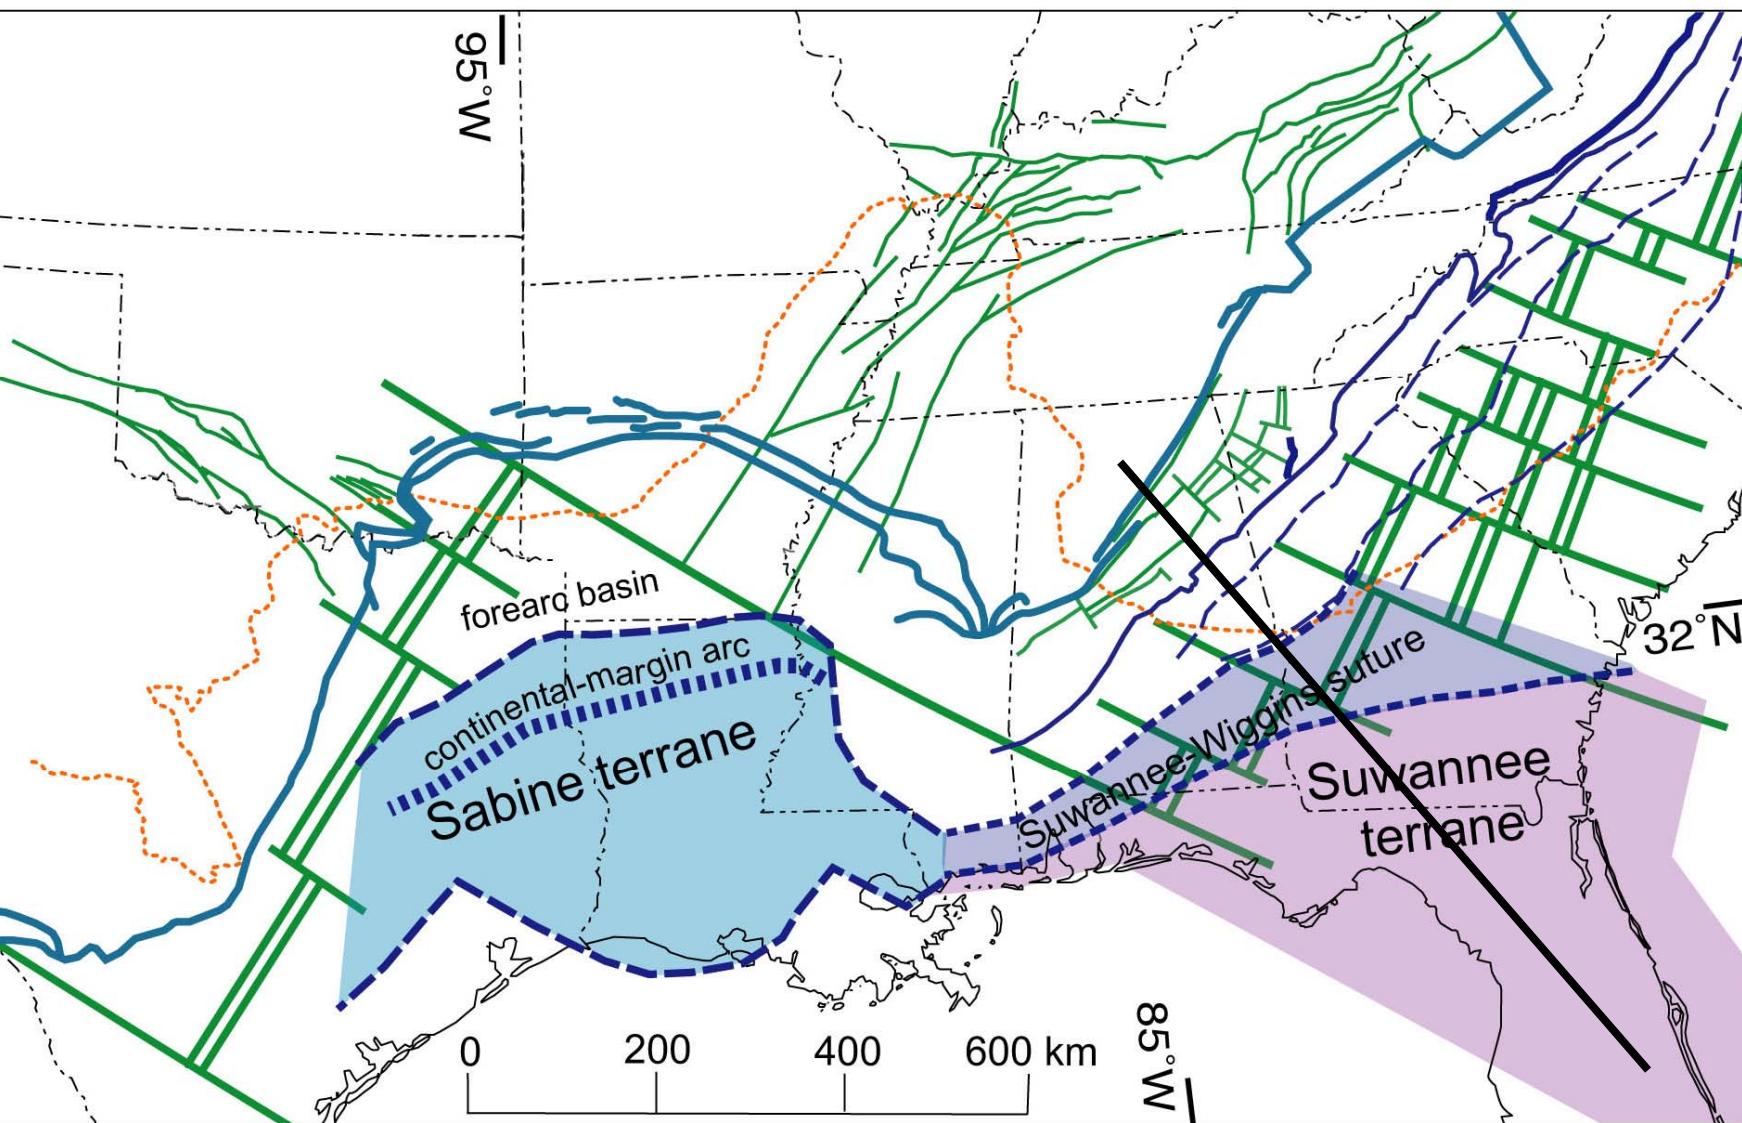 95°W
forearc basin
continental-margin arc
Sabine terrane
Suwannee-Wiggins suture
32°N
Suwannee
terrane
85°W
0 200 400 600 km